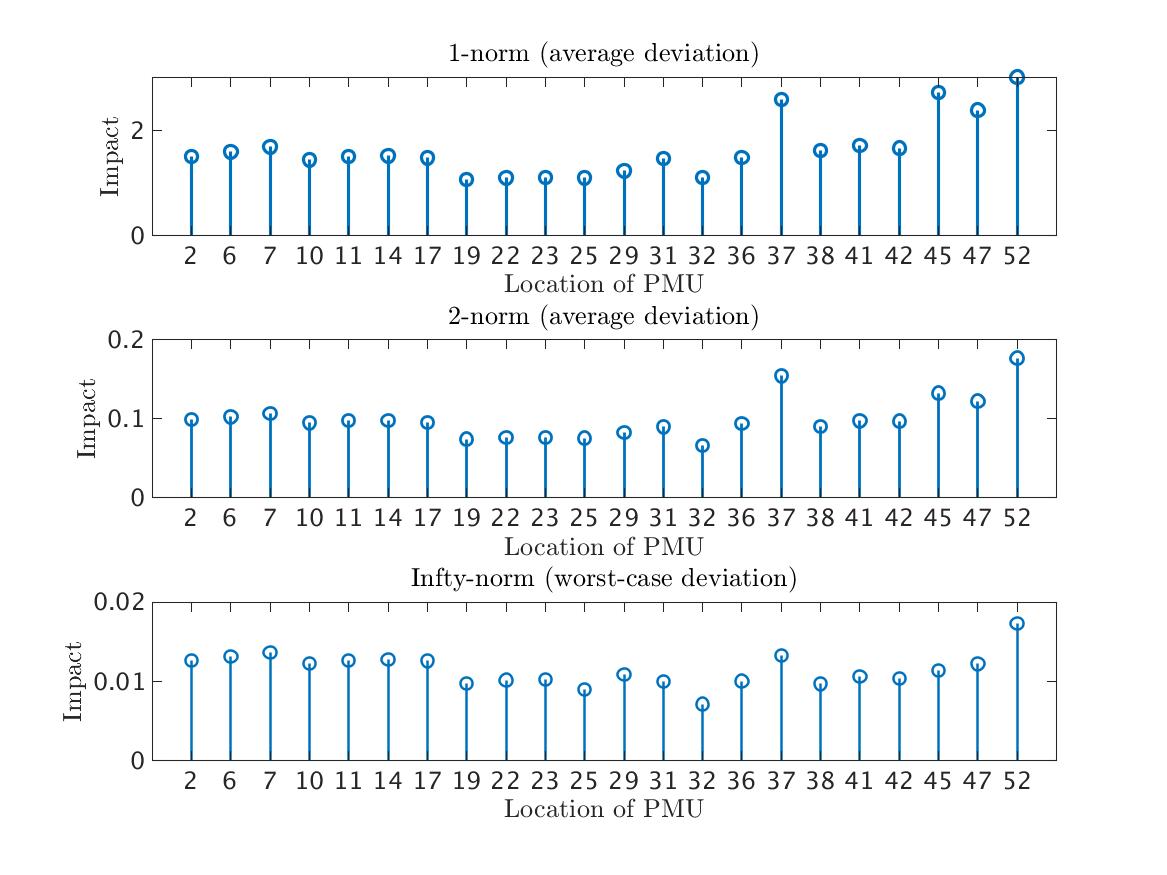 1-norm (average deviation)
Impact
2
0
2 6 7 10 11 14 17 19 22 23 25 29 31 32 36 37 38 41 42 45 47 52
Location of PMU
2-norm (average deviation)
Impact
0.2
0.1
0
2 6 7 10 11 14 17 19 22 23 25 29 31 32 36 37 38 41 42 45 47 52
Location of PMU
Infty-norm (worst-case deviation)
Impact
0.02
0.01
0
2 6 7 10 11 14 17 19 22 23 25 29 31 32 36 37 38 41 42 45 47 52
Location of PMU